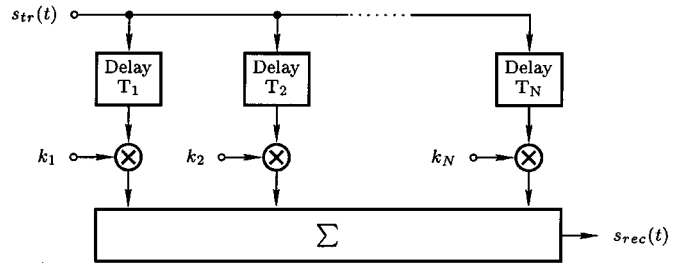 s_tr(t)
Delay Delay Delay
T_1 T_2 T_N
k_1 k_2 k_N
Σ s_rec(t)